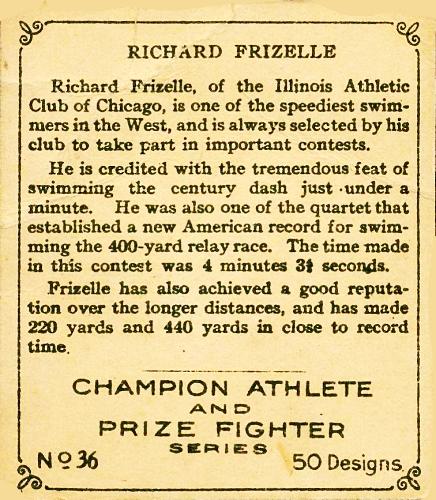 RICHARD FRIZELLE
Richard Frizelle, of the Illinois Athletic
Club of Chicago, is one of the speediest swim-
mers in the West, and is always selected by his
club to take part in important contests.
He is credited with the tremendous feat of
swimming the century dash just under a
minute. He was also one of the quartet that
established a new American record for swim-
ming the 400-yard relay race. The time made
in this contest was 4 minutes seconds.
Frizelle has also achieved a good reputa-
tion over the longer distances, and has made
220 yards and 440 yards in close to record
time.
CHAMPION ATHLETE
AND
PRIZE FIGHTER
SERIES
No 36
50 Designs.